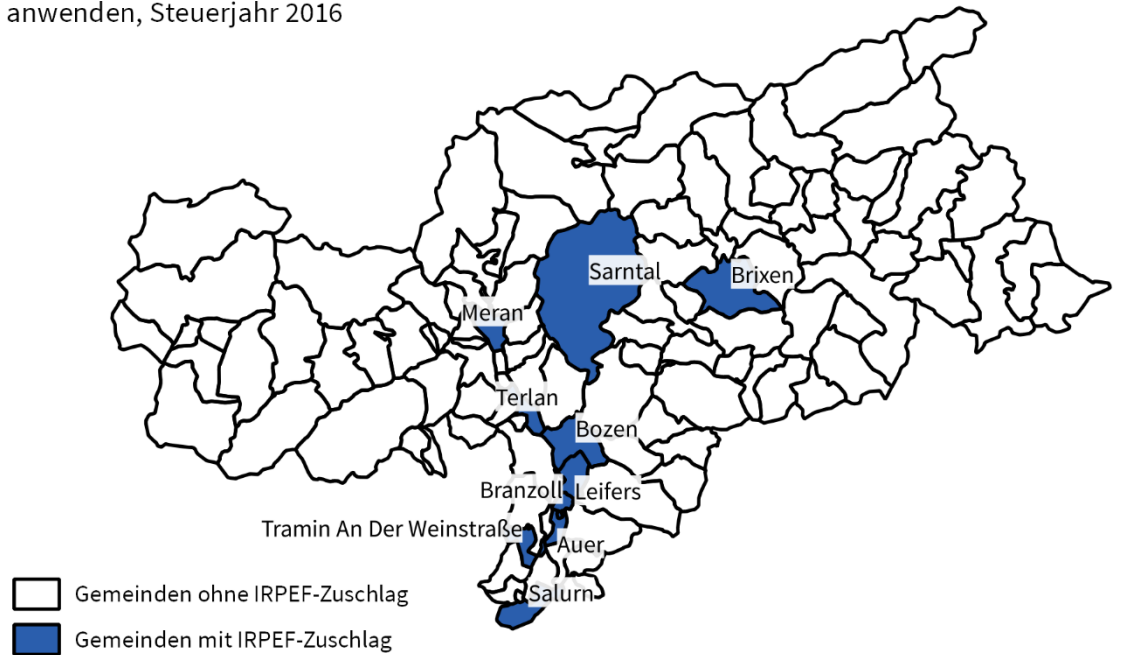 anwenden, Steuerjahr 2016
Sarntal
Brixen
Meran
Terlan
Bozen
Branzoll
Leifers
Tramin An Der Weinstraße
Auer
Salurn
Gemeinden ohne IRPEF-Zuschlag
Gemeinden mit IRPEF-Zuschlag